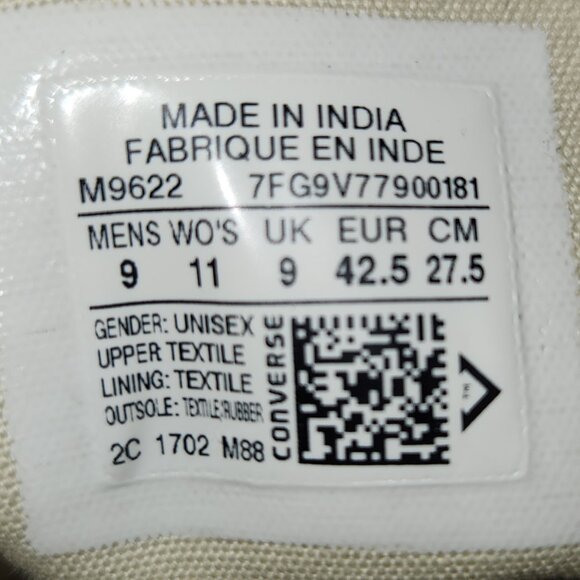 MADE IN INDIA
FABRIQUE EN INDE
M9622 7FG9V77900181
MENS WO'S UK EUR CM
9 11 9 42.5 27.5
GENDER: UNISEX
UPPER TEXTILE
LINING: TEXTILE
OUTSOLE: TEXTILE/RUBBER
2C 1702 M88
CONVERSE